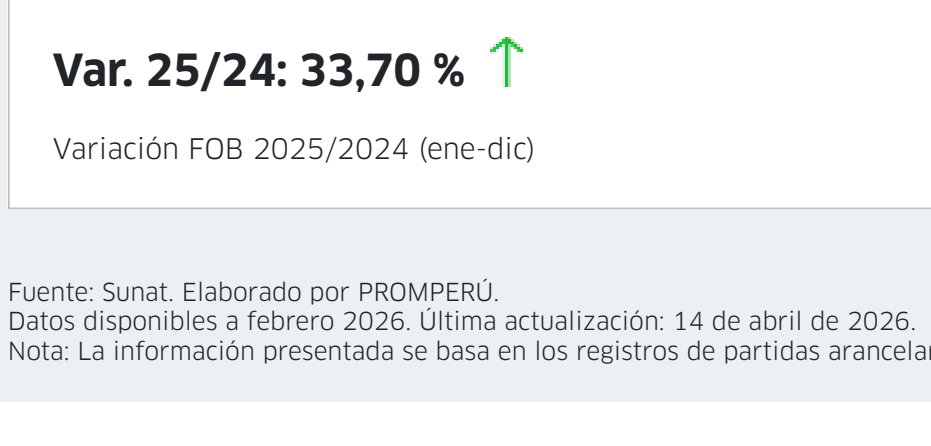 Var. 25/24: 33,70 %
Variación FOB 2025/2024 (ene-dic)
Fuente: Sunat. Elaborado por PROMPERÚ.
Datos disponibles a febrero 2026. Última actualización: 14 de abril de 2026.
Nota: La información presentada se basa en los registros de partidas